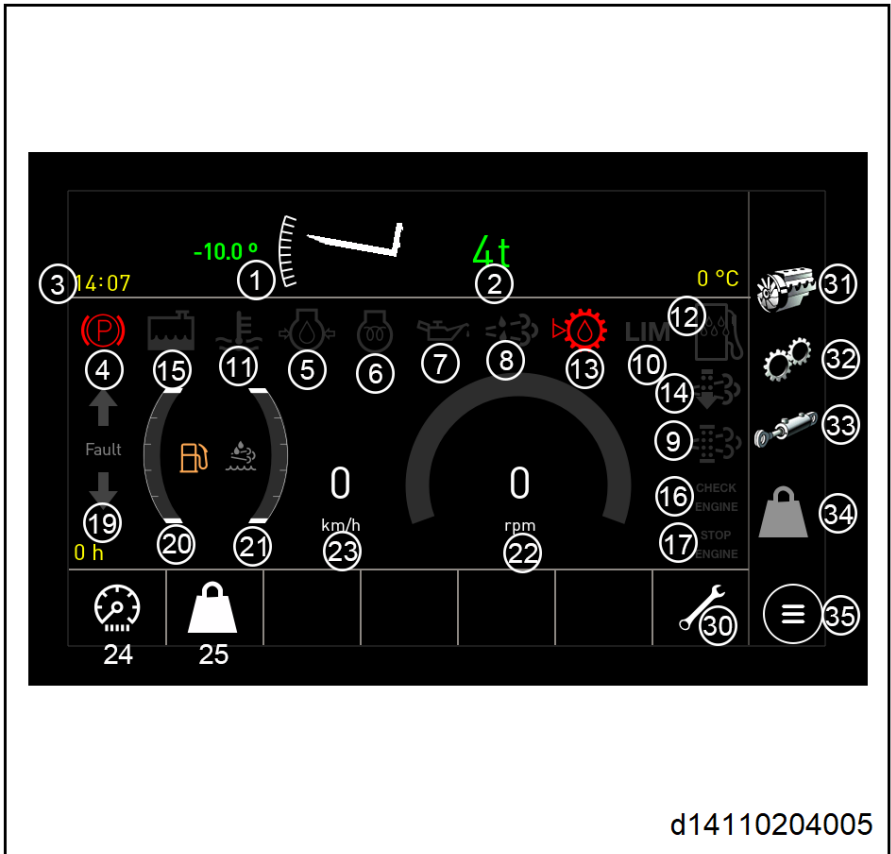 -10.0 º
4t
3 14:07 1 2 0 °C 31
12
P LIM
4 15 11 5 6 7 8 13 10 32
14
Fault 9 33
0 0 16 CHECK
ENGINE
34
19 km/h rpm STOP
0 h 20 21 23 22 17 ENGINE
24 25 30 35
d14110204005